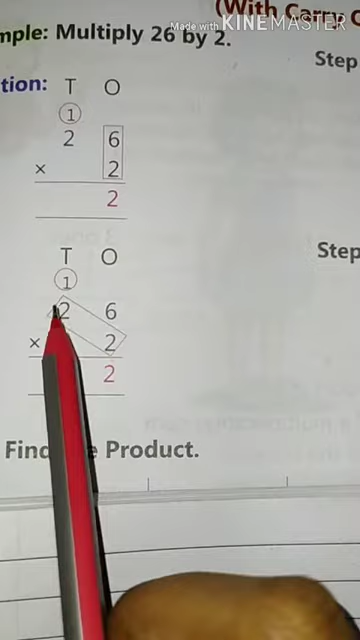 (With Carry O
Made with KINEMASTER
mple: Multiply 26 by 2.
Step
tion: T O
1
2 6
× 2
2
Step
T O
1
2 6
× 2
2
Find Product.